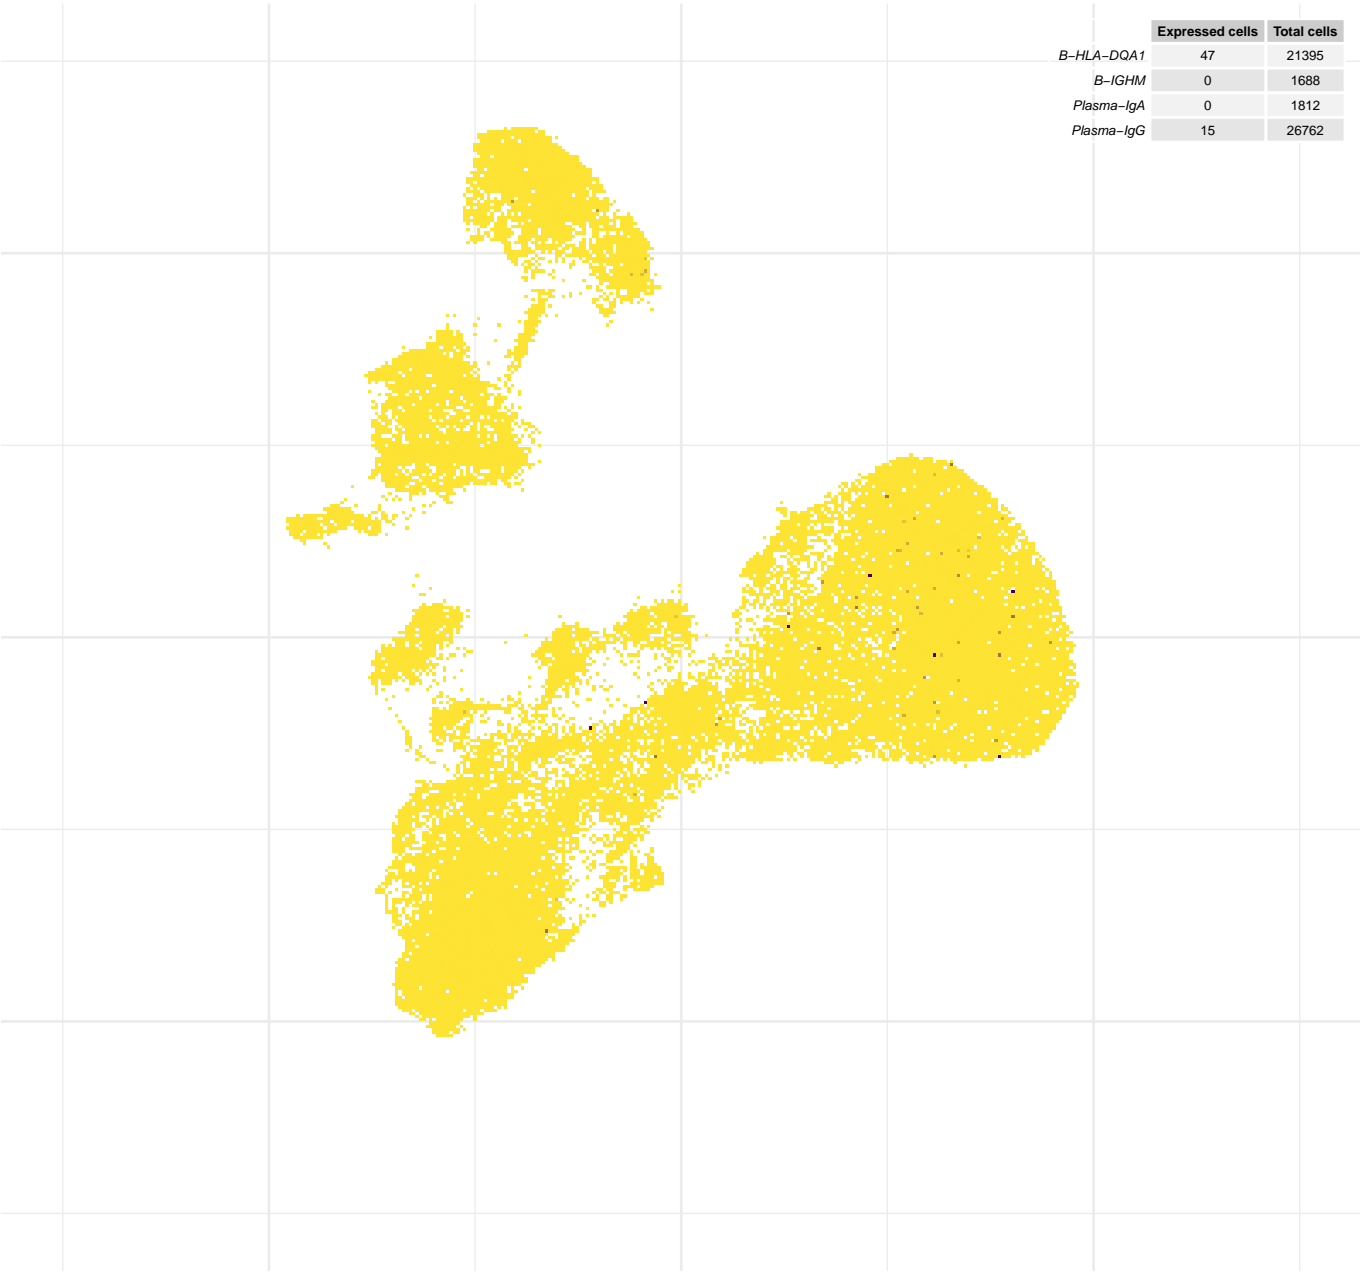 Expressed cells Total cells
B-HLA-DQA1 47 21395
B-IGHM 0 1688
Plasma-IgA 0 1812
Plasma-IgG 15 26762